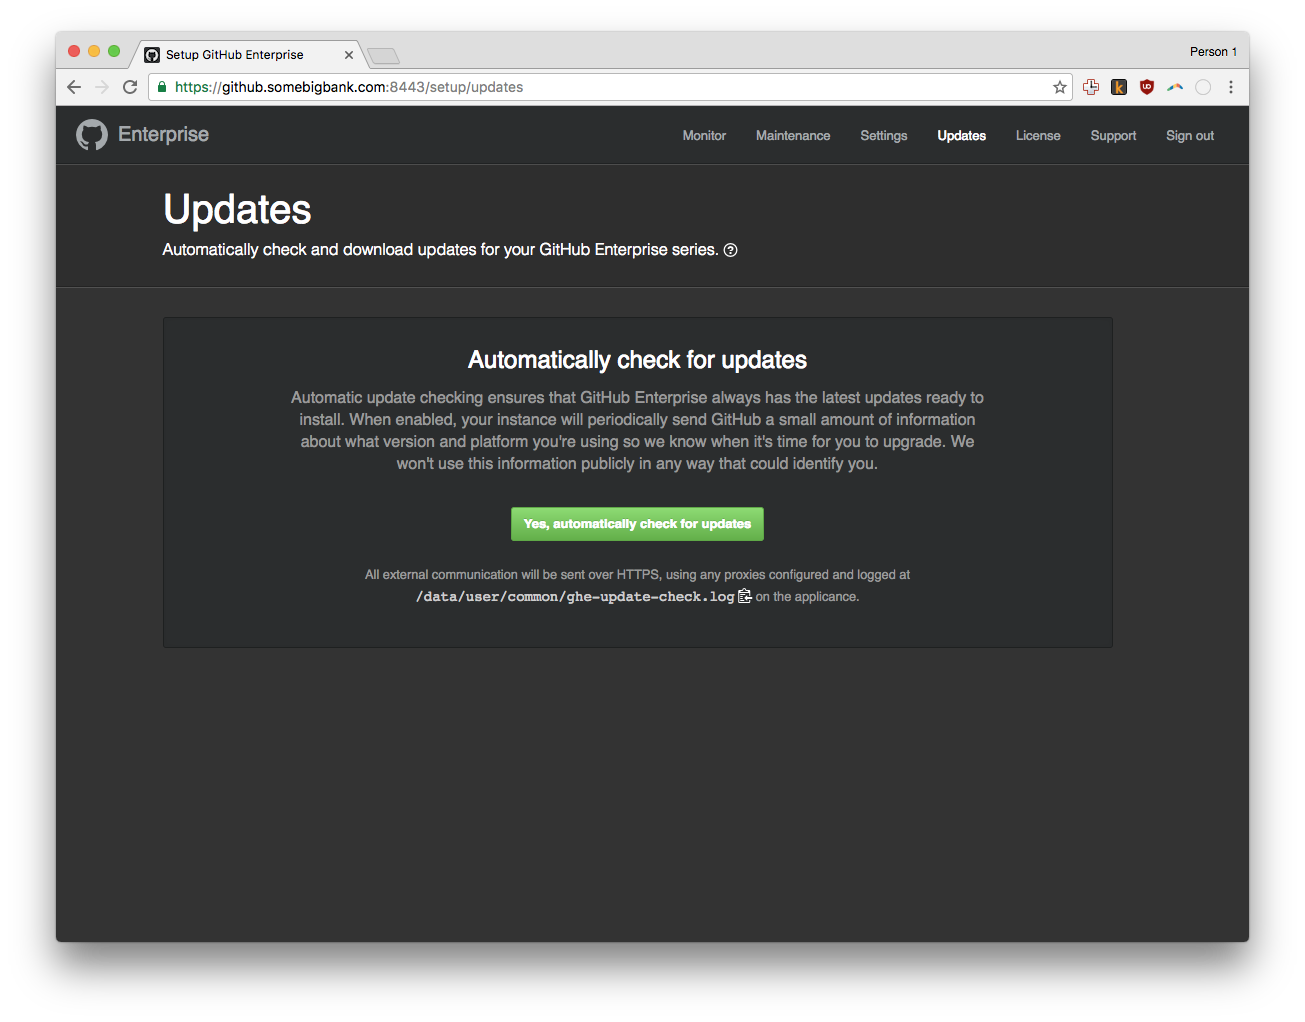 Setup GitHub Enterprise
Person 1
https://github.somebigbank.com:8443/setup/updates
Enterprise
Monitor
Maintenance
Settings
Updates
License
Support
Sign out
Updates
Automatically check and download updates for your GitHub Enterprise series.
Automatically check for updates
Automatic update checking ensures that GitHub Enterprise always has the latest updates ready to
install. When enabled, your instance will periodically send GitHub a small amount of information
about what version and platform you're using so we know when it's time for you to upgrade. We
won't use this information publicly in any way that could identify you.
Yes, automatically check for updates
All external communication will be sent over HTTPS, using any proxies configured and logged at
/data/user/common/ghe-update-check.log on the applicance.